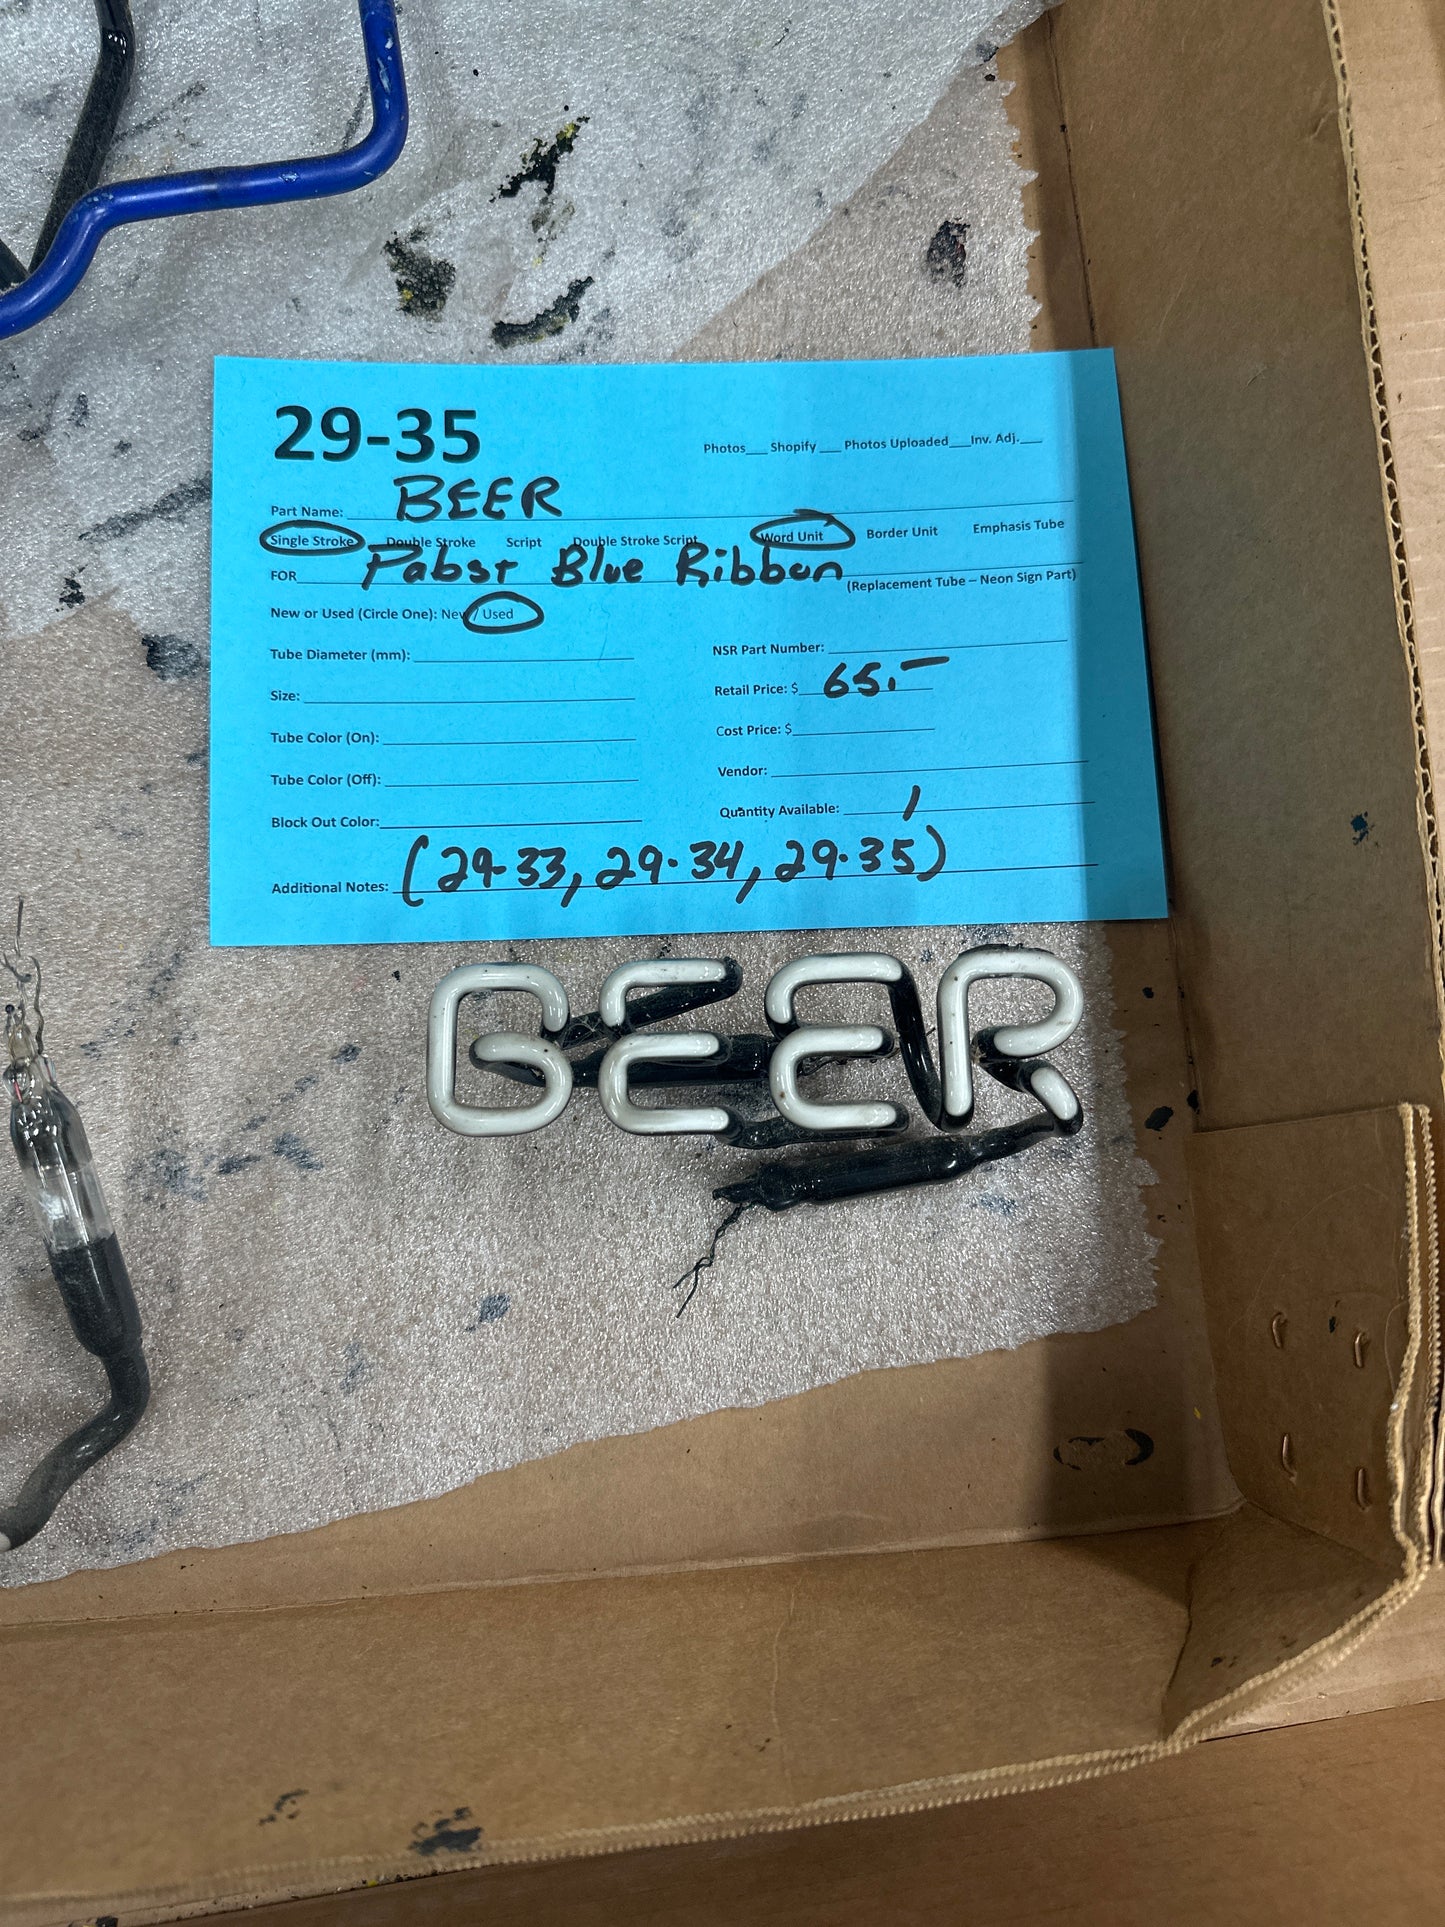 29-35
Photos___ Shopify ___ Photos Uploaded___Inv. Adj.___
Part Name: BEER
Single Stroke Double Stroke Script Double Stroke Script Word Unit Border Unit Emphasis Tube
FOR Pabst Blue Ribbon (Replacement Tube – Neon Sign Part)
New or Used (Circle One): New / Used
Tube Diameter (mm):
NSR Part Number:
Size:
Retail Price: $ 65.–
Tube Color (On):
Cost Price: $
Tube Color (Off):
Vendor:
Block Out Color:
Quantity Available: 1
Additional Notes: (29-33, 29-34, 29-35)
BEER